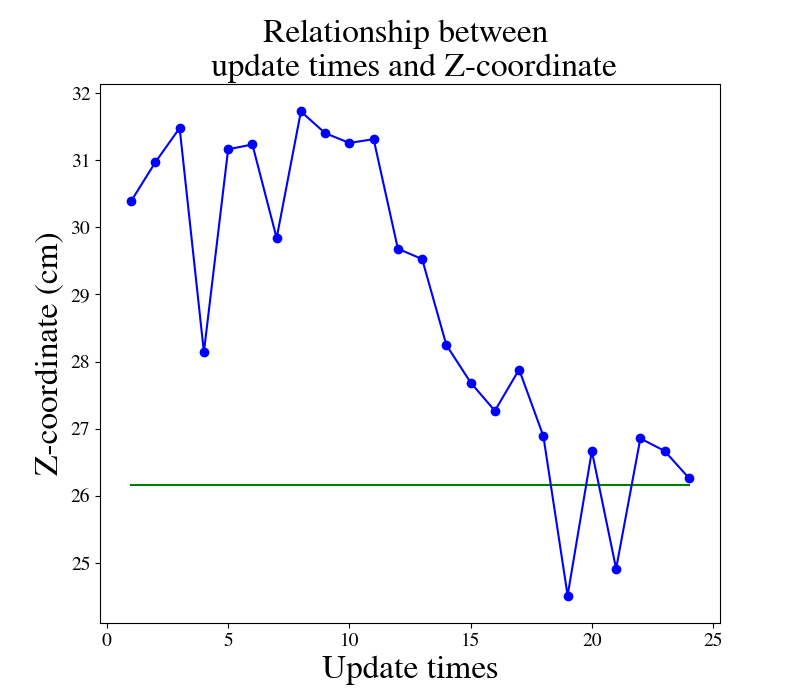 Relationship between
update times and Z-coordinate
32
31
30
29
28
27
26
25
Z-coordinate (cm)
0 5 10 15 20 25
Update times